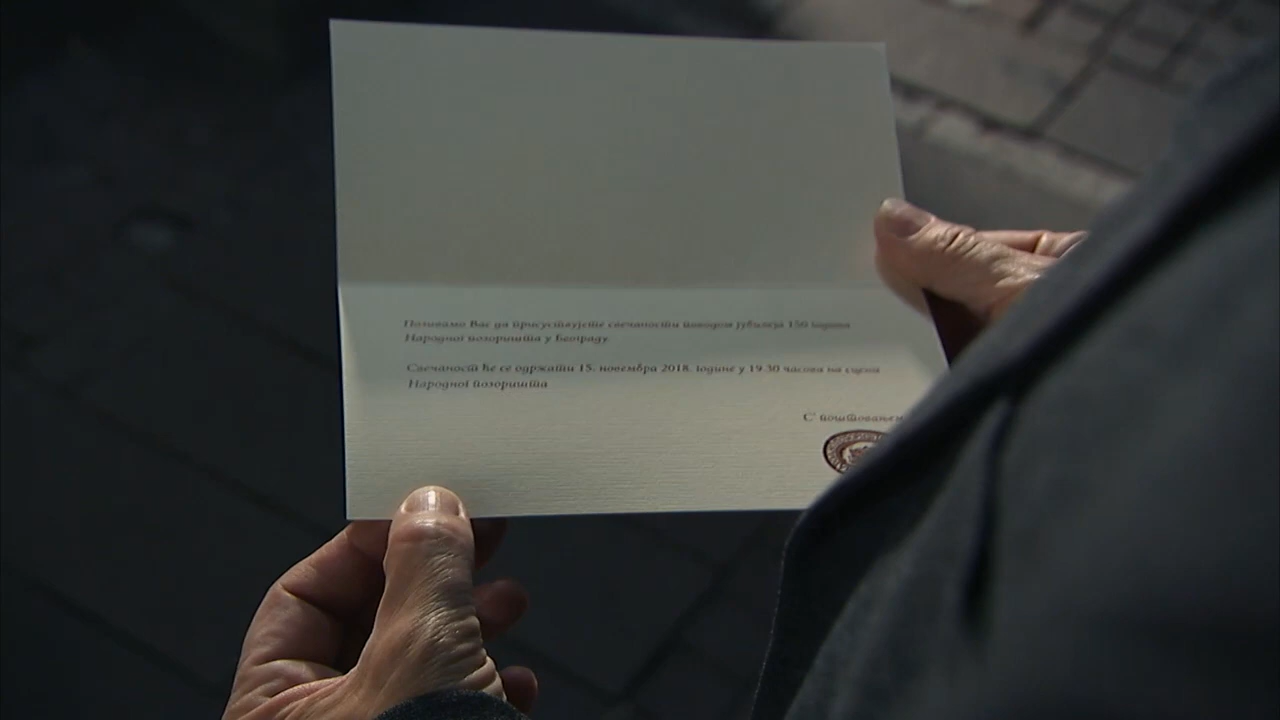 Позивамо Вас да присуствујете свечаности поводом јубилеја 150 година
Народног позоришта у Београду.
Свечаност ће се одржати 15. новембра 2018. године у 19.30 часова на сцени
Народног позоришта
С поштовањем